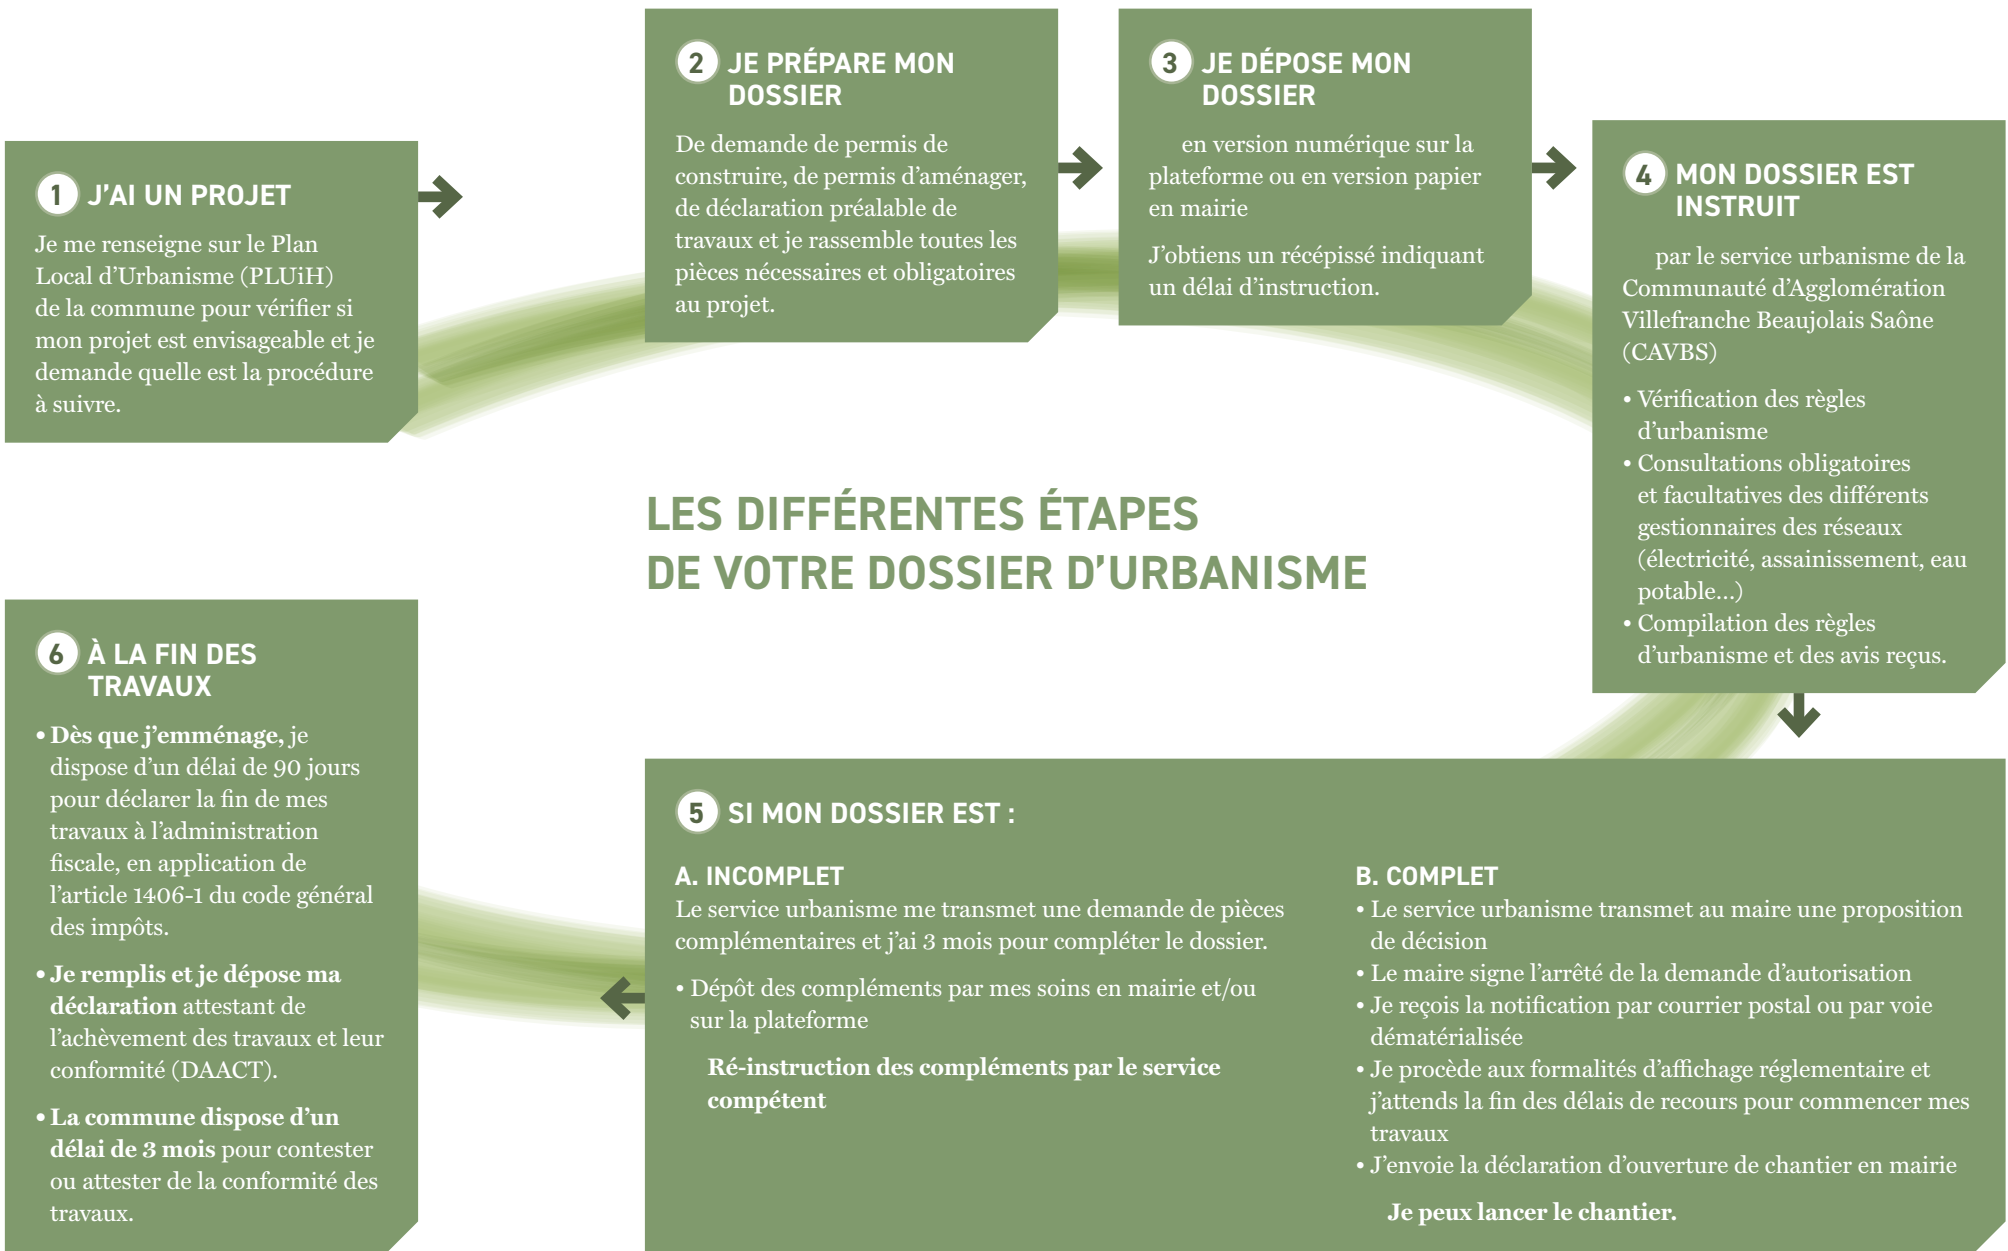 1 J’AI UN PROJET
Je me renseigne sur le Plan
Local d’Urbanisme (PLUiH)
de la commune pour vérifier si
mon projet est envisageable et je
demande quelle est la procédure
à suivre.
2 JE PRÉPARE MON
DOSSIER
De demande de permis de
construire, de permis d’aménager,
de déclaration préalable de
travaux et je rassemble toutes les
pièces nécessaires et obligatoires
au projet.
3 JE DÉPOSE MON
DOSSIER
en version numérique sur la
plateforme ou en version papier
en mairie
J’obtiens un récépissé indiquant
un délai d’instruction.
4 MON DOSSIER EST
INSTRUIT
par le service urbanisme de la
Communauté d’Agglomération
Villefranche Beaujolais Saône
(CAVBS)
• Vérification des règles
d’urbanisme
• Consultations obligatoires
et facultatives des différents
gestionnaires des réseaux
(électricité, assainissement, eau
potable…)
• Compilation des règles
d’urbanisme et des avis reçus.
LES DIFFÉRENTES ÉTAPES
DE VOTRE DOSSIER D’URBANISME
5 SI MON DOSSIER EST :
A. INCOMPLET
Le service urbanisme me transmet une demande de pièces
complémentaires et j’ai 3 mois pour compléter le dossier.
• Dépôt des compléments par mes soins en mairie et/ou
sur la plateforme
Ré-instruction des compléments par le service
compétent
B. COMPLET
• Le service urbanisme transmet au maire une proposition
de décision
• Le maire signe l’arrêté de la demande d’autorisation
• Je reçois la notification par courrier postal ou par voie
dématérialisée
• Je procède aux formalités d’affichage réglementaire et
j’attends la fin des délais de recours pour commencer mes
travaux
• J’envoie la déclaration d’ouverture de chantier en mairie
Je peux lancer le chantier.
6 À LA FIN DES
TRAVAUX
• Dès que j’emménage, je
dispose d’un délai de 90 jours
pour déclarer la fin de mes
travaux à l’administration
fiscale, en application de
l’article 1406-1 du code général
des impôts.
• Je remplis et je dépose ma
déclaration attestant de
l’achèvement des travaux et leur
conformité (DAACT).
• La commune dispose d’un
délai de 3 mois pour contester
ou attester de la conformité des
travaux.